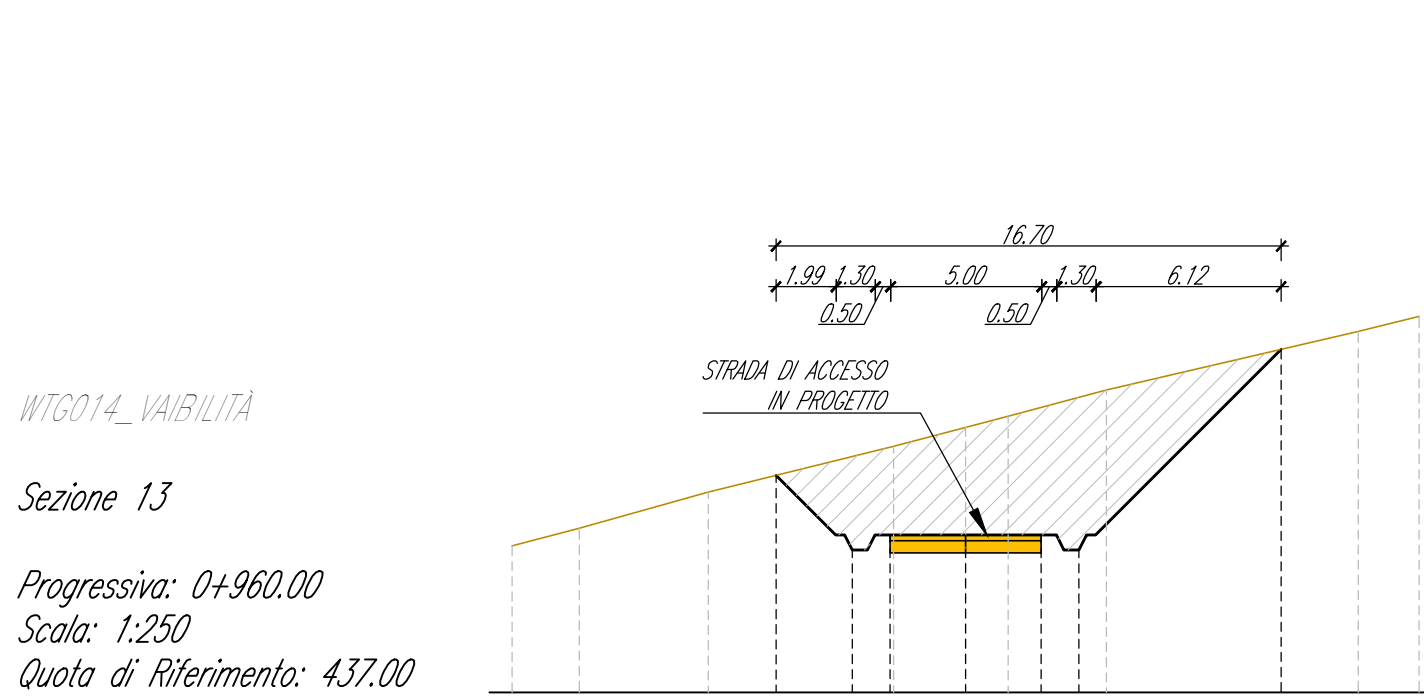 16.70
1.99 1.30 5.00 1.30 6.12
0.50 0.50
STRADA DI ACCESSO
IN PROGETTO
WTG014_VAIBILITÀ
Sezione 13
Progressiva: 0+960.00
Scala: 1:250
Quota di Riferimento: 437.00